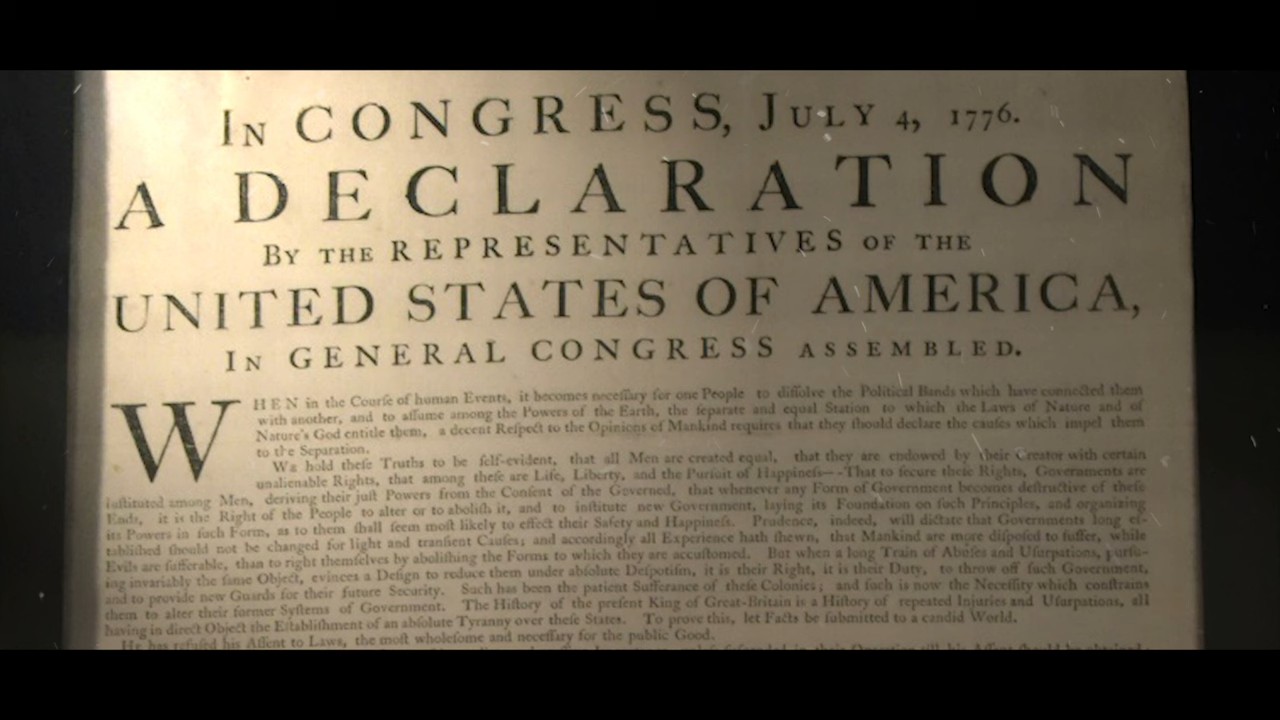 IN CONGRESS, JULY 4, 1776.
A DECLARATION
BY THE REPRESENTATIVES OF THE
UNITED STATES OF AMERICA,
IN GENERAL CONGRESS ASSEMBLED.
WHEN in the Courſe of human Events, it becomes neceſſary for one People to diſſolve the Political Bands which have connected them
with another, and to aſſume among the Powers of the Earth, the ſeparate and equal Station to which the Laws of Nature and of
Nature's God entitle them, a decent Reſpect to the Opinions of Mankind requires that they ſhould declare the cauſes which impel them
to the Separation.
We hold theſe Truths to be ſelf-evident, that all Men are created equal, that they are endowed by their Creator with certain
unalienable Rights, that among theſe are Life, Liberty, and the Purſuit of Happineſs—-That to ſecure theſe Rights, Governments are
inſtituted among Men, deriving their juſt Powers from the Conſent of the Governed, that whenever any Form of Government becomes deſtructive of theſe
Ends, it is the Right of the People to alter or to aboliſh it, and to inſtitute new Government, laying its Foundation on ſuch Principles, and organizing
its Powers in ſuch Form, as to them ſhall ſeem moſt likely to effect their Safety and Happineſs. Prudence, indeed, will dictate that Governments long eſ-
tabliſhed ſhould not be changed for light and tranſient Cauſes; and accordingly all Experience hath ſhewn, that Mankind are more diſpoſed to ſuffer, while
Evils are ſufferable, than to right themſelves by aboliſhing the Forms to which they are accuſtomed. But when a long Train of Abuſes and Uſurpations, purſu-
ing invariably the ſame Object, evinces a Deſign to reduce them under abſolute Deſpotiſm, it is their Right, it is their Duty, to throw off ſuch Government,
and to provide new Guards for their future Security. Such has been the patient Sufferance of theſe Colonies; and ſuch is now the Neceſſity which conſtrains
them to alter their former Syſtems of Government. The Hiſtory of the preſent King of Great-Britain is a Hiſtory of repeated Injuries and Uſurpations, all
having in direct Object the Eſtabliſhment of an abſolute Tyranny over theſe States. To prove this, let Facts be ſubmitted to a candid World.
He has refuſed his Aſſent to Laws, the moſt wholeſome and neceſſary for the public Good.